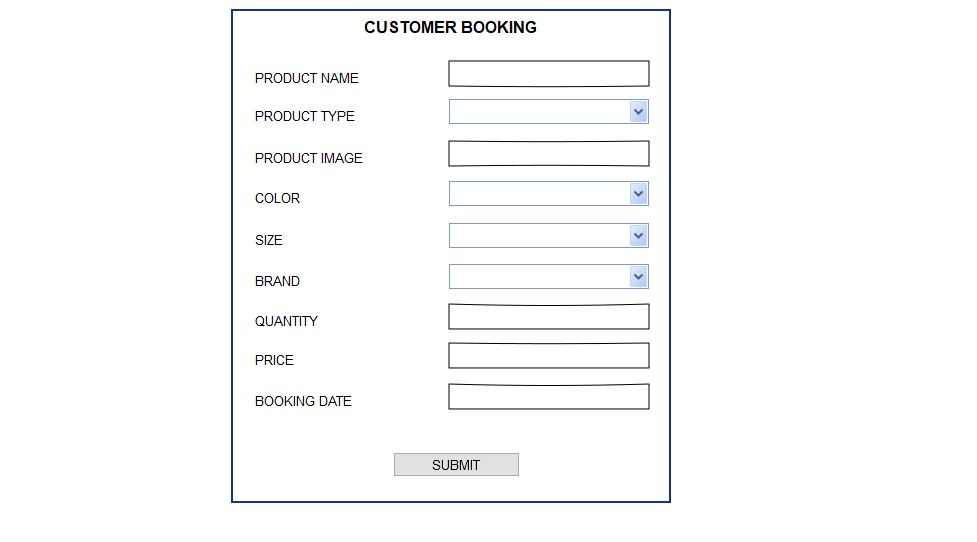 CUSTOMER BOOKING
PRODUCT NAME
PRODUCT TYPE
PRODUCT IMAGE
COLOR
SIZE
BRAND
QUANTITY
PRICE
BOOKING DATE
SUBMIT